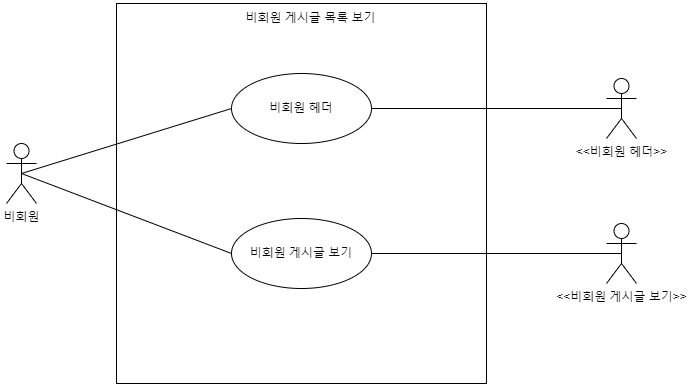 비회원 게시글 목록 보기
비회원 헤더
<<비회원 헤더>>
비회원
비회원 게시글 보기
<<비회원 게시글 보기>>